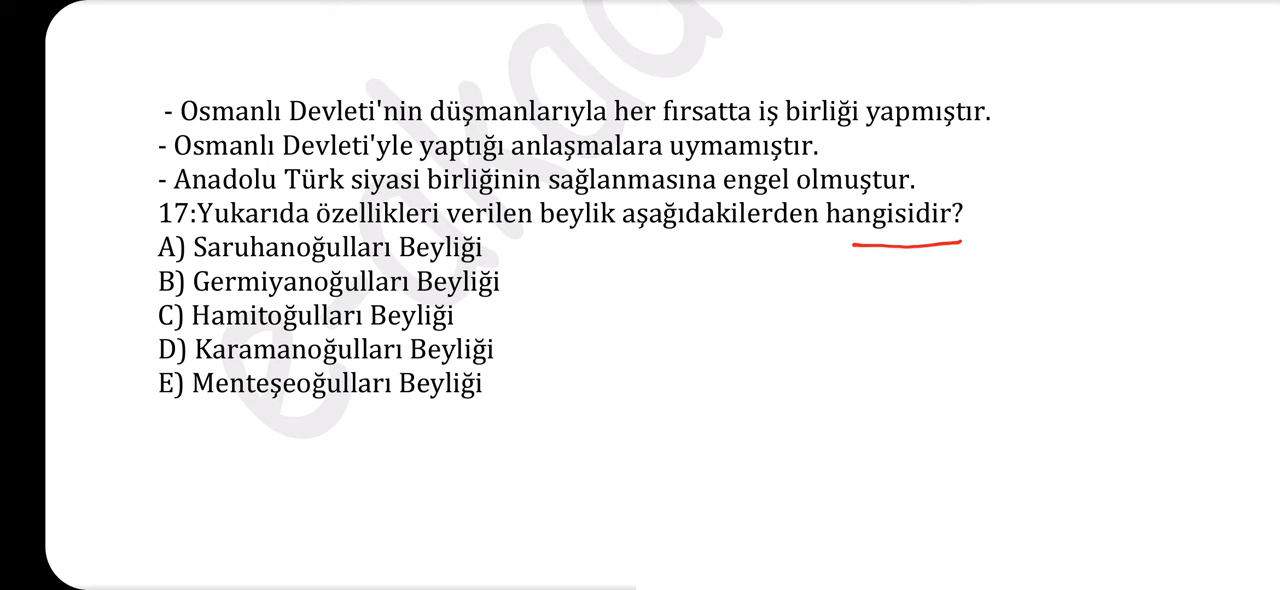 - Osmanlı Devleti'nin düşmanlarıyla her fırsatta iş birliği yapmıştır.
- Osmanlı Devleti'yle yaptığı anlaşmalara uymamıştır.
- Anadolu Türk siyasi birliğinin sağlanmasına engel olmuştur.
17:Yukarıda özellikleri verilen beylik aşağıdakilerden hangisidir?
A) Saruhanoğulları Beyliği
B) Germiyanoğulları Beyliği
C) Hamitoğulları Beyliği
D) Karamanoğulları Beyliği
E) Menteşeoğulları Beyliği